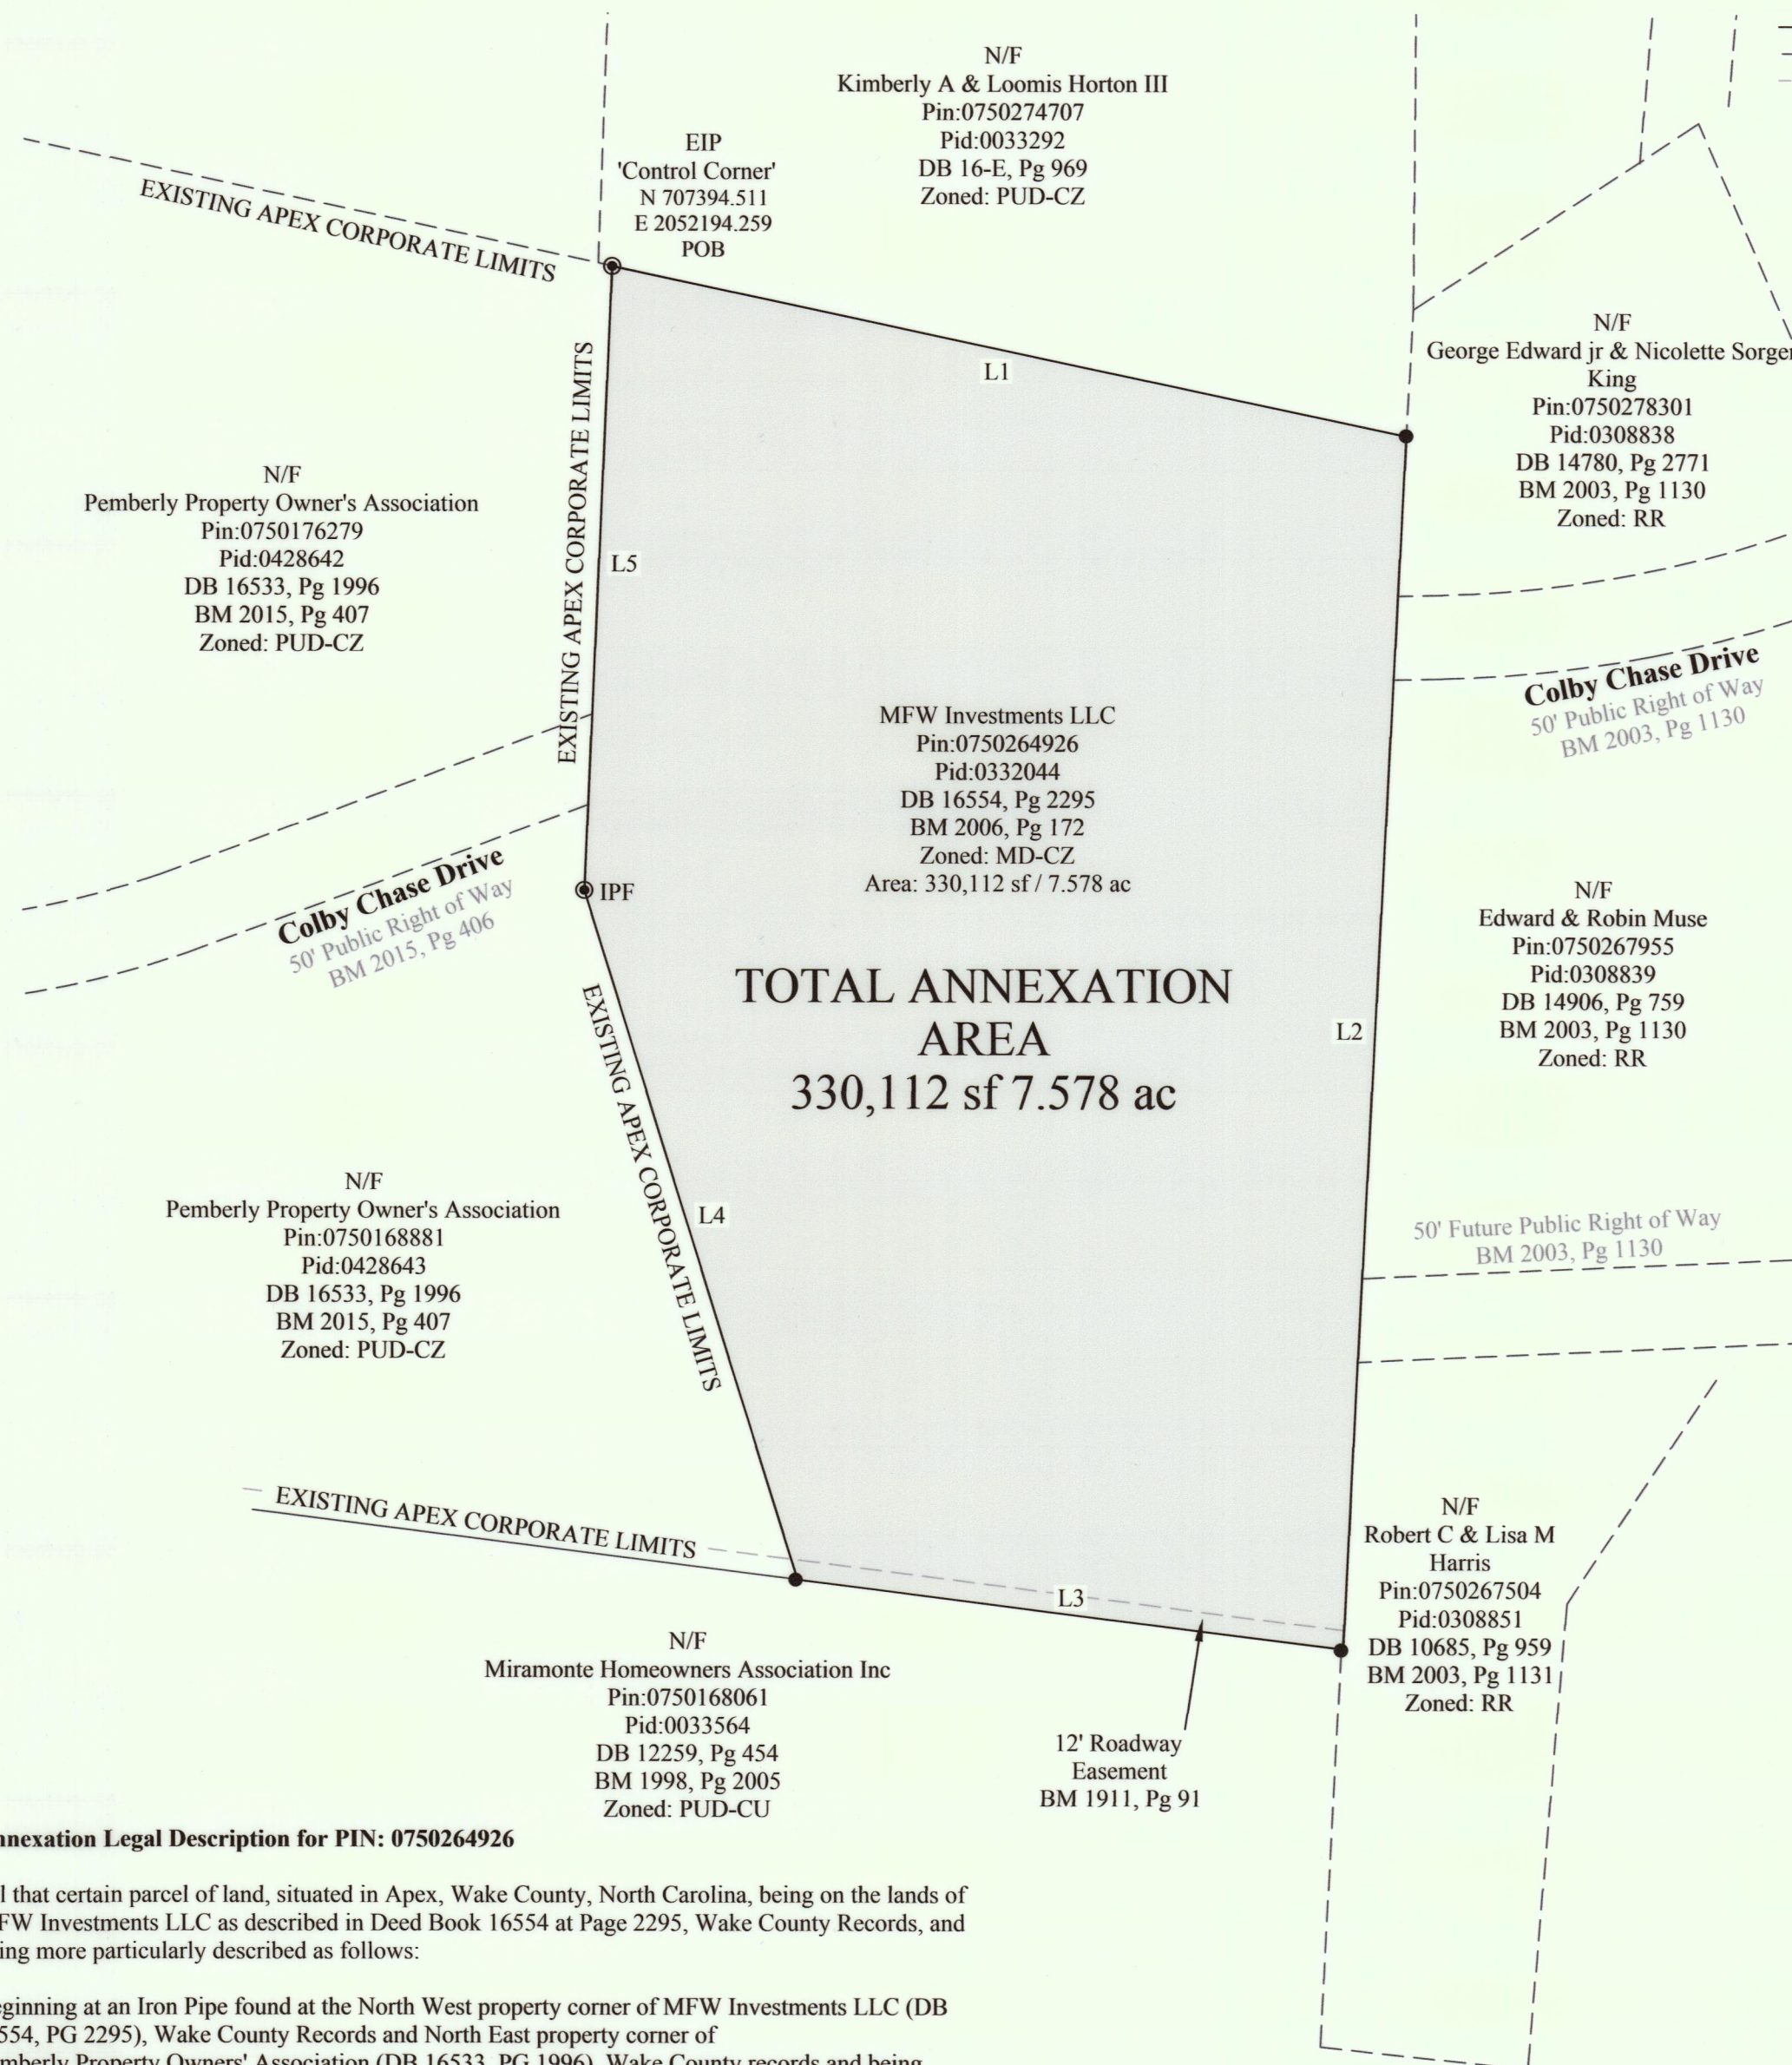 N/F
Kimberly A & Loomis Horton III
Pin:0750274707
Pid:0033292
DB 16-E, Pg 969
Zoned: PUD-CZ
EIP
'Control Corner'
N 707394.511
E 2052194.259
POB
EXISTING APEX CORPORATE LIMITS
L1
N/F
George Edward jr & Nicolette Sorge
King
Pin:0750278301
Pid:0308838
DB 14780, Pg 2771
BM 2003, Pg 1130
Zoned: RR
EXISTING APEX CORPORATE LIMITS
L5
N/F
Pemberly Property Owner's Association
Pin:0750176279
Pid:0428642
DB 16533, Pg 1996
BM 2015, Pg 407
Zoned: PUD-CZ
Colby Chase Drive
50' Public Right of Way
BM 2003, Pg 1130
MFW Investments LLC
Pin:0750264926
Pid:0332044
DB 16554, Pg 2295
BM 2006, Pg 172
Zoned: MD-CZ
Area: 330,112 sf / 7.578 ac
Colby Chase Drive
50' Public Right of Way
BM 2015, Pg 406
IPF
N/F
Edward & Robin Muse
Pin:0750267955
Pid:0308839
DB 14906, Pg 759
BM 2003, Pg 1130
Zoned: RR
TOTAL ANNEXATION
AREA
330,112 sf 7.578 ac
L2
EXISTING APEX CORPORATE LIMITS
L4
N/F
Pemberly Property Owner's Association
Pin:0750168881
Pid:0428643
DB 16533, Pg 1996
BM 2015, Pg 407
Zoned: PUD-CZ
50' Future Public Right of Way
BM 2003, Pg 1130
EXISTING APEX CORPORATE LIMITS
L3
N/F
Robert C & Lisa M
Harris
Pin:0750267504
Pid:0308851
DB 10685, Pg 959
BM 2003, Pg 1131
Zoned: RR
N/F
Miramonte Homeowners Association Inc
Pin:0750168061
Pid:0033564
DB 12259, Pg 454
BM 1998, Pg 2005
Zoned: PUD-CU
12' Roadway
Easement
BM 1911, Pg 91
nnexation Legal Description for PIN: 0750264926
l that certain parcel of land, situated in Apex, Wake County, North Carolina, being on the lands of
FW Investments LLC as described in Deed Book 16554 at Page 2295, Wake County Records, and
ing more particularly described as follows:
eginning at an Iron Pipe found at the North West property corner of MFW Investments LLC (DB
554, PG 2295), Wake County Records and North East property corner of
mberly Property Owners' Association (DB 16533, PG 1996), Wake County records and being